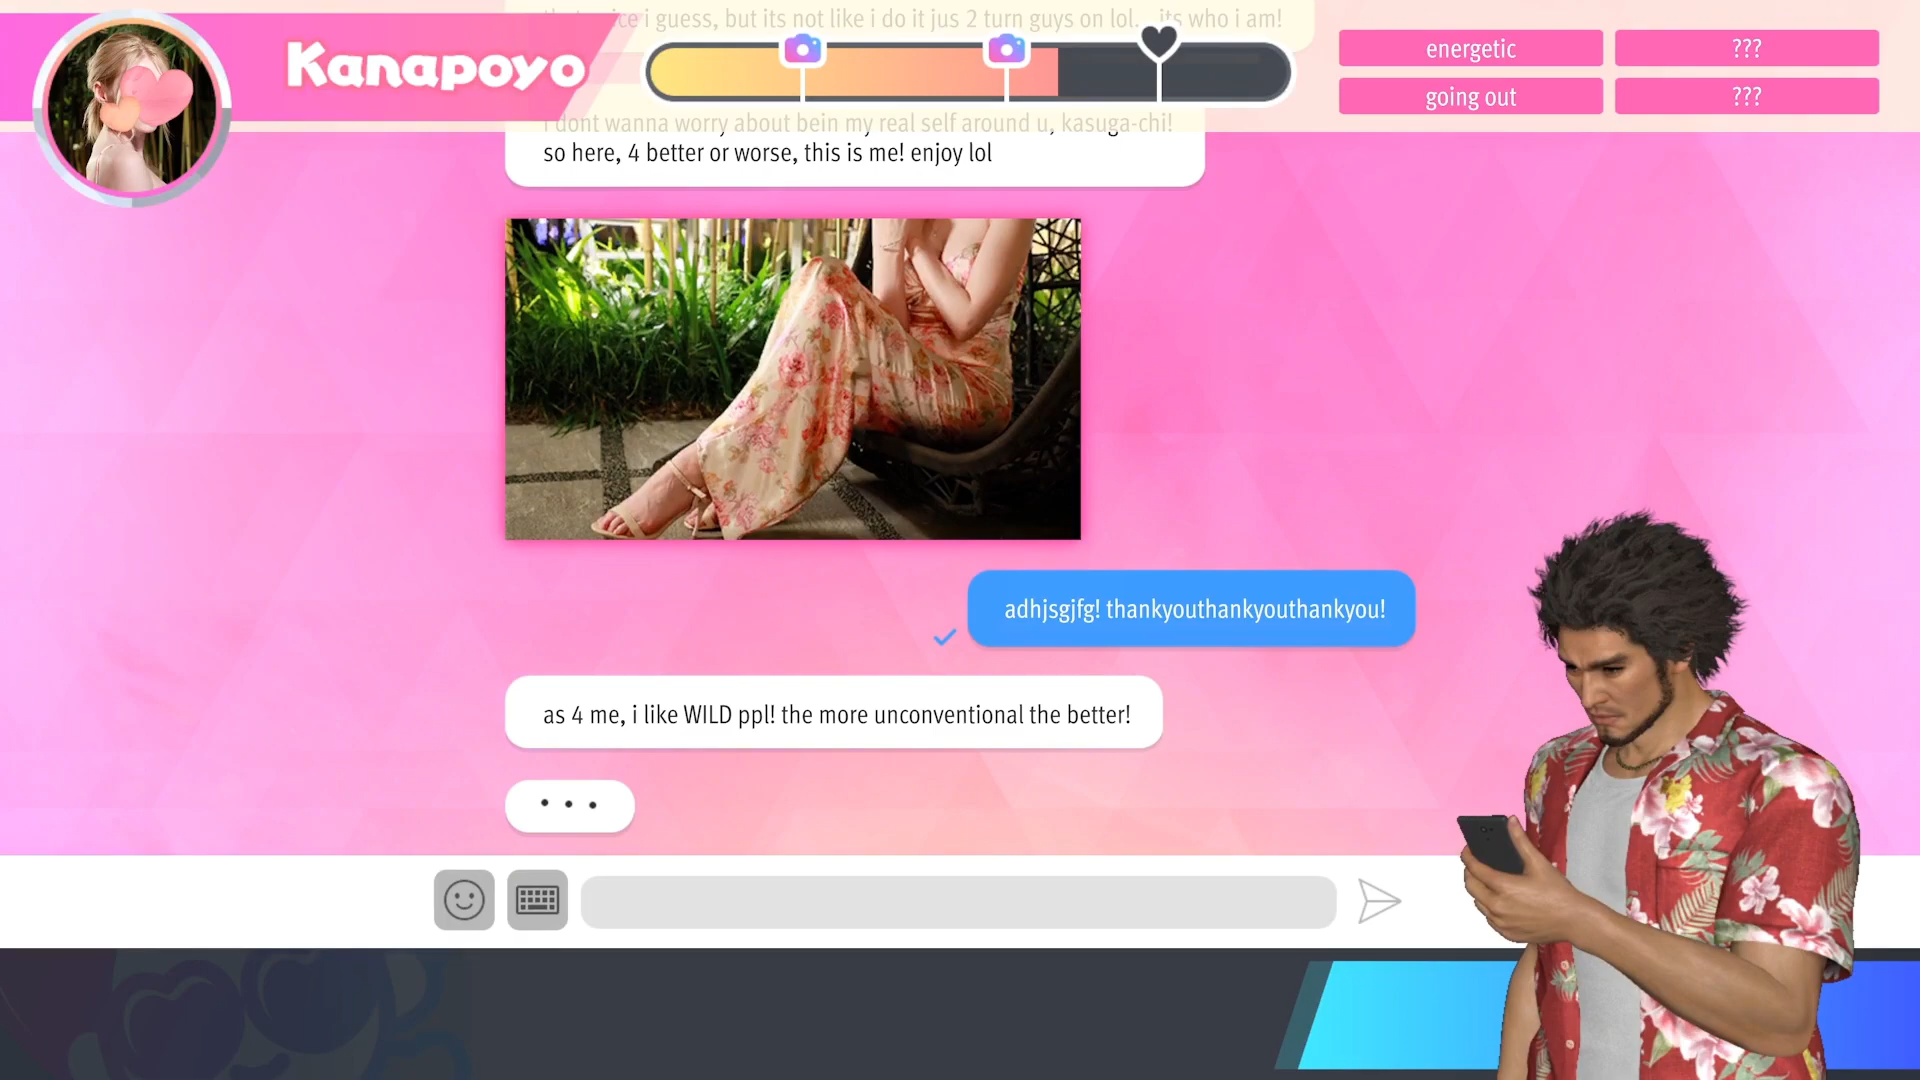 ice i guess, but its not like i do it jus 2 turn guys on lol. its who i am!
Kanapoyo
energetic
???
going out
???
i dont wanna worry about bein my real self around u, kasuga-chi!
so here, 4 better or worse, this is me! enjoy lol
adhjsgjfg! thankyouthankyouthankyou!
as 4 me, i like WILD ppl! the more unconventional the better!
• • •